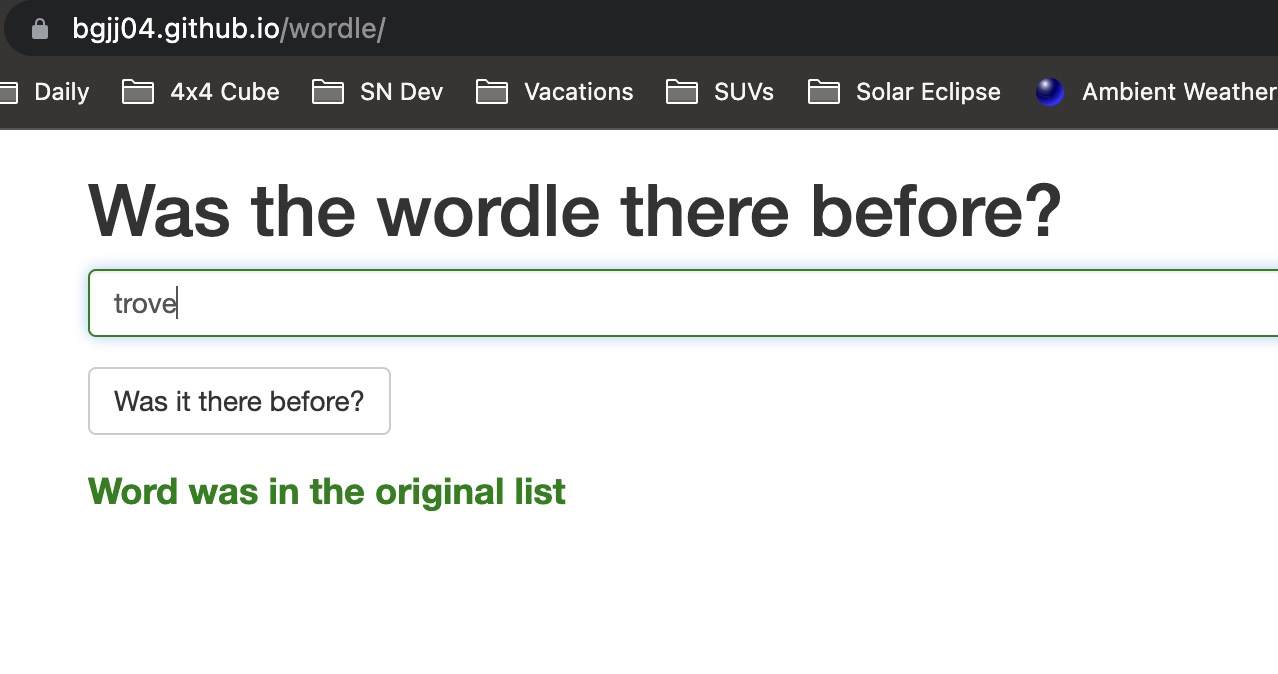 bgjj04.github.io/wordle/
Daily 4x4 Cube SN Dev Vacations SUVs Solar Eclipse Ambient Weather
Was the wordle there before?
trove
Was it there before?
Word was in the original list